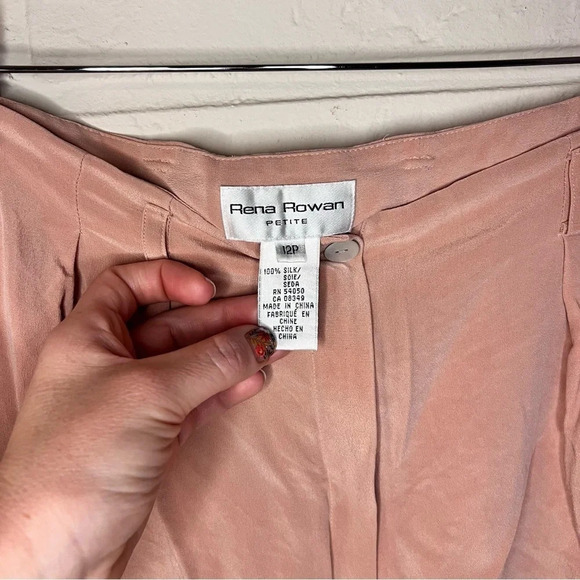 Rena Rowan
PETITE
12P
100% SILK/
SOIE/
SEDA
RN 54050
CA 08349
MADE IN CHINA
FABRIQUÉ EN
CHINE
HECHO EN
CHINA